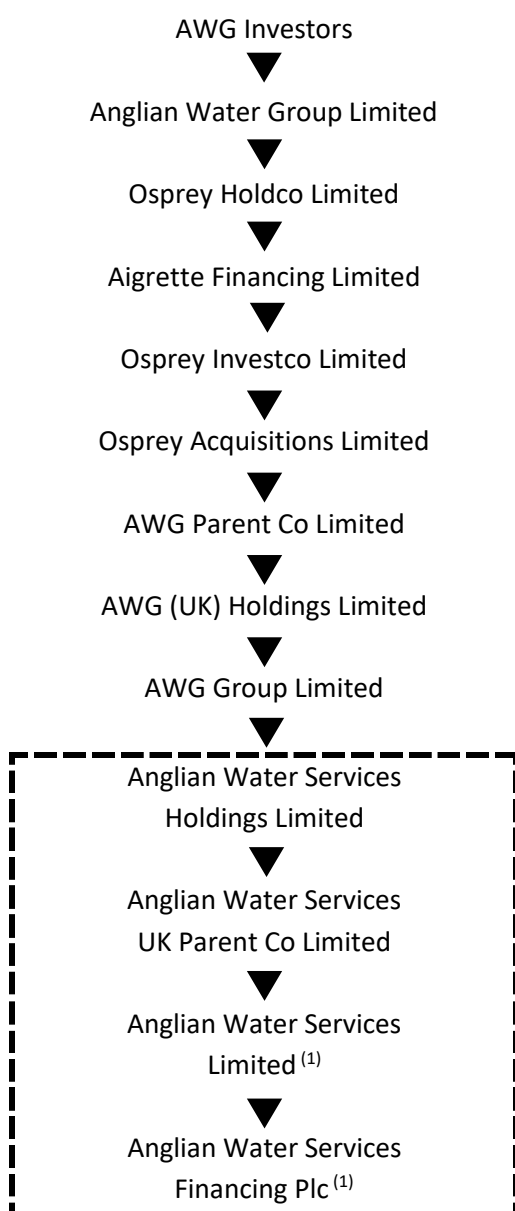 AWG Investors
Anglian Water Group Limited
Osprey Holdco Limited
Aigrette Financing Limited
Osprey Investco Limited
Osprey Acquisitions Limited
AWG Parent Co Limited
AWG (UK) Holdings Limited
AWG Group Limited
Anglian Water Services
Holdings Limited
Anglian Water Services
UK Parent Co Limited
Anglian Water Services
Limited (1)
Anglian Water Services
Financing Plc (1)